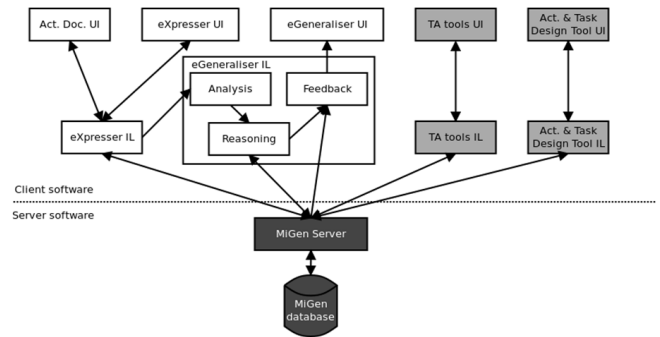 Act. Doc. UI
eXpresser UI
eGeneraliser UI
TA tools UI
Act. & Task
Design Tool UI
eGeneraliser IL
Analysis
Feedback
eXpresser IL
Reasoning
TA tools IL
Act. & Task
Design Tool IL
Client software
Server software
MiGen Server
MiGen
database